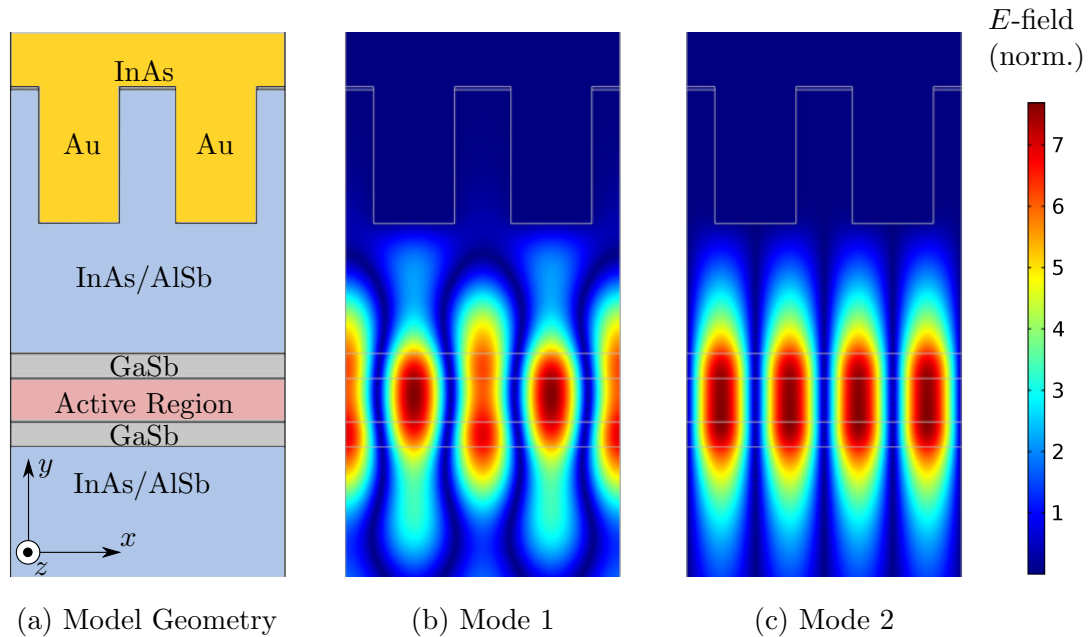 E-field
(norm.)
InAs
Au Au
InAs/AlSb
GaSb
Active Region
GaSb
InAs/AlSb
y
x
z
7
6
5
4
3
2
1
(a) Model Geometry
(b) Mode 1
(c) Mode 2